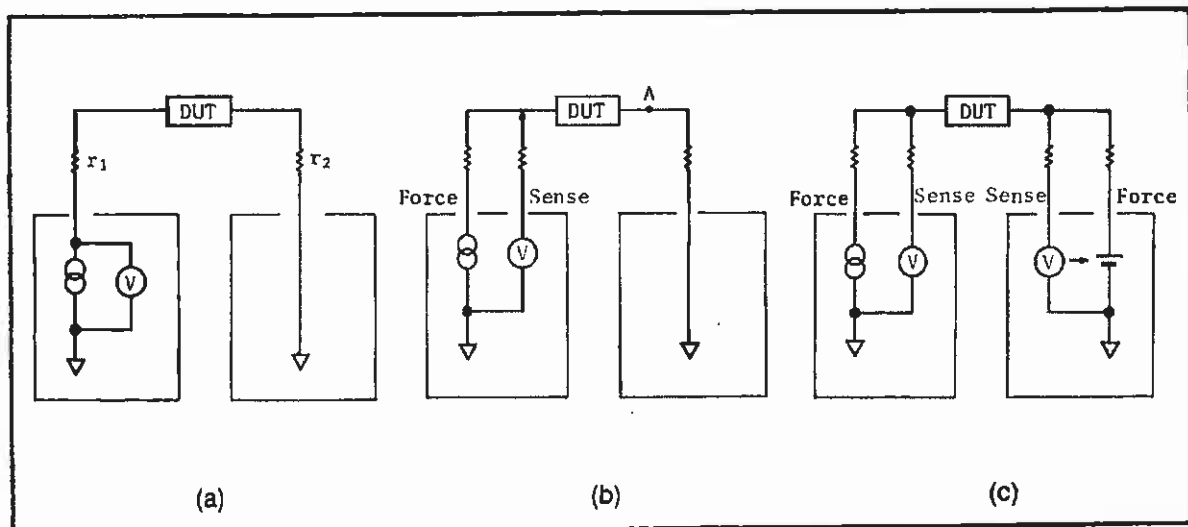 DUT
r1
r2
V
(a)
DUT
A
Force
Sense
V
(b)
DUT
Force
Sense
Sense
Force
V
V
(c)